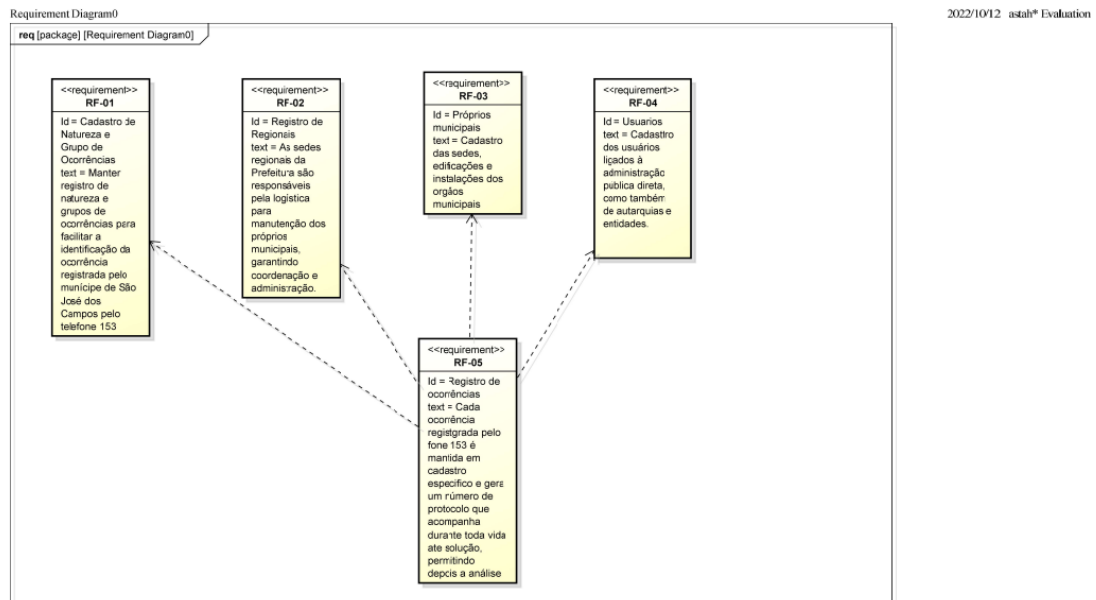 Requirement Diagram0
2022/10/12 astah* Evaluation
req [package] [Requirement Diagram0]
<<requirement>>
RF-01
Id = Cadastro de
Natureza e
Grupo de
Ocorrências
text = Manter
registro de
natureza e
grupos de
ocorrências para
facilitar a
identificação da
ocorrência
registrada pelo
munícipe de São
José dos
Campos pelo
telefone 153
<<requirement>>
RF-02
Id = Registro de
Regionais
text = As sedes
regionais da
Prefeitura são
responsáveis
pela logística
para
manutenção dos
próprios
municipais,
garantindo
coordenação e
administração.
<<requirement>>
RF-03
Id = Próprios
municipais
text = Cadastro
das sedes,
edificações e
instalações dos
orgãos
municipais
<<requirement>>
RF-04
Id = Usuarios
text = Cadastro
dos usuários
ligados à
administração
publica direta,
como também
de autarquias e
entidades.
<<requirement>>
RF-05
Id = Registro de
ocorrências
text = Cada
ocorrência
registgrada pelo
fone 153 é
mantida em
cadastro
especifico e gera
um número de
protocolo que
acompanha
durante toda vida
ate solução,
permitindo
depois a análise